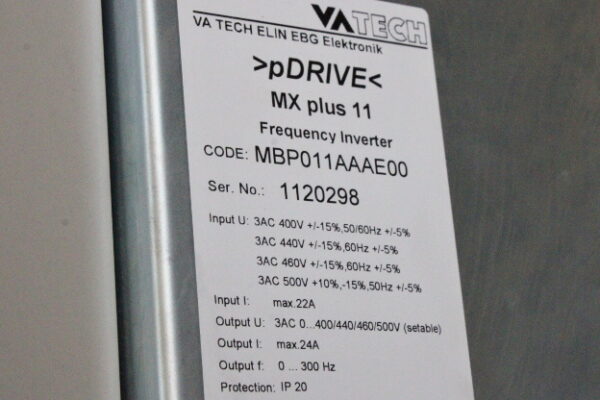 VATECH
VA TECH ELIN EBG Elektronik
>pDRIVE<
MX plus 11
Frequency Inverter
CODE: MBP011AAAE00
Ser. No.: 1120298
Input U: 3AC 400V +/-15%,50/60Hz +/-5%
3AC 440V +/-15%,60Hz +/-5%
3AC 460V +/-15%,60Hz +/-5%
3AC 500V +10%,-15%,50Hz +/-5%
Input I: max.22A
Output U: 3AC 0...400/440/460/500V (setable)
Output I: max.24A
Output f: 0 ... 300 Hz
Protection: IP 20